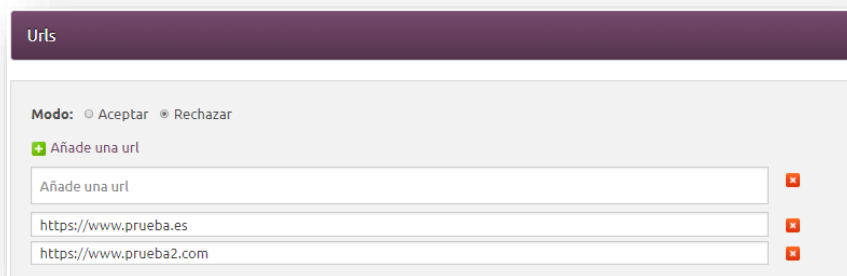 Urls
Modo: Aceptar Rechazar
Añade una url
Añade una url
https://www.prueba.es
https://www.prueba2.com